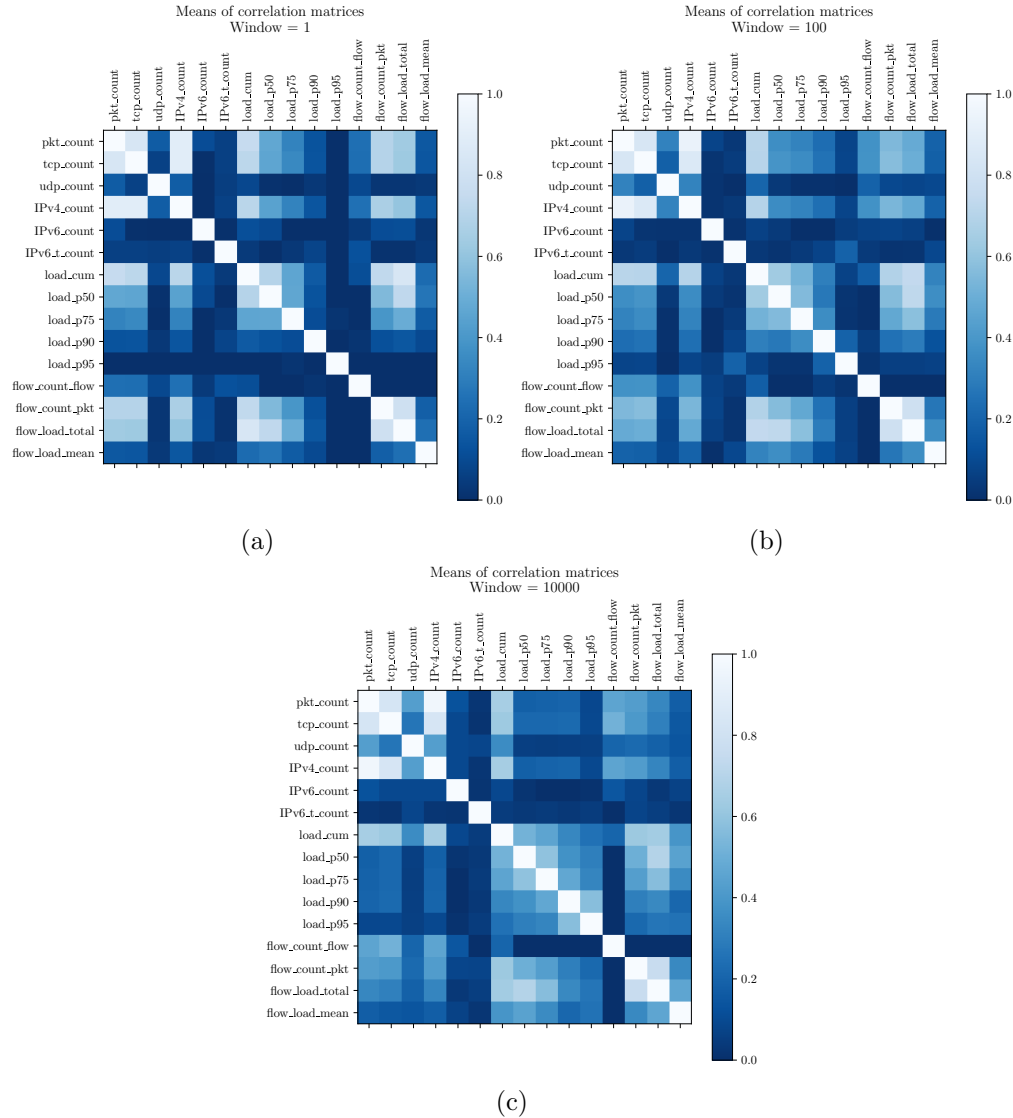 Means of correlation matrices
Window = 1
pkt_count
tcp_count
udp_count
IPv4_count
IPv6_count
IPv6_t_count
load_cum
load_p50
load_p75
load_p90
load_p95
flow_count_flow
flow_count_pkt
flow_load_total
flow_load_mean
pkt_count
tcp_count
udp_count
IPv4_count
IPv6_count
IPv6_t_count
load_cum
load_p50
load_p75
load_p90
load_p95
flow_count_flow
flow_count_pkt
flow_load_total
flow_load_mean
1.0
0.8
0.6
0.4
0.2
0.0
(a)
Means of correlation matrices
Window = 100
pkt_count
tcp_count
udp_count
IPv4_count
IPv6_count
IPv6_t_count
load_cum
load_p50
load_p75
load_p90
load_p95
flow_count_flow
flow_count_pkt
flow_load_total
flow_load_mean
pkt_count
tcp_count
udp_count
IPv4_count
IPv6_count
IPv6_t_count
load_cum
load_p50
load_p75
load_p90
load_p95
flow_count_flow
flow_count_pkt
flow_load_total
flow_load_mean
1.0
0.8
0.6
0.4
0.2
0.0
(b)
Means of correlation matrices
Window = 10000
pkt_count
tcp_count
udp_count
IPv4_count
IPv6_count
IPv6_t_count
load_cum
load_p50
load_p75
load_p90
load_p95
flow_count_flow
flow_count_pkt
flow_load_total
flow_load_mean
pkt_count
tcp_count
udp_count
IPv4_count
IPv6_count
IPv6_t_count
load_cum
load_p50
load_p75
load_p90
load_p95
flow_count_flow
flow_count_pkt
flow_load_total
flow_load_mean
1.0
0.8
0.6
0.4
0.2
0.0
(c)